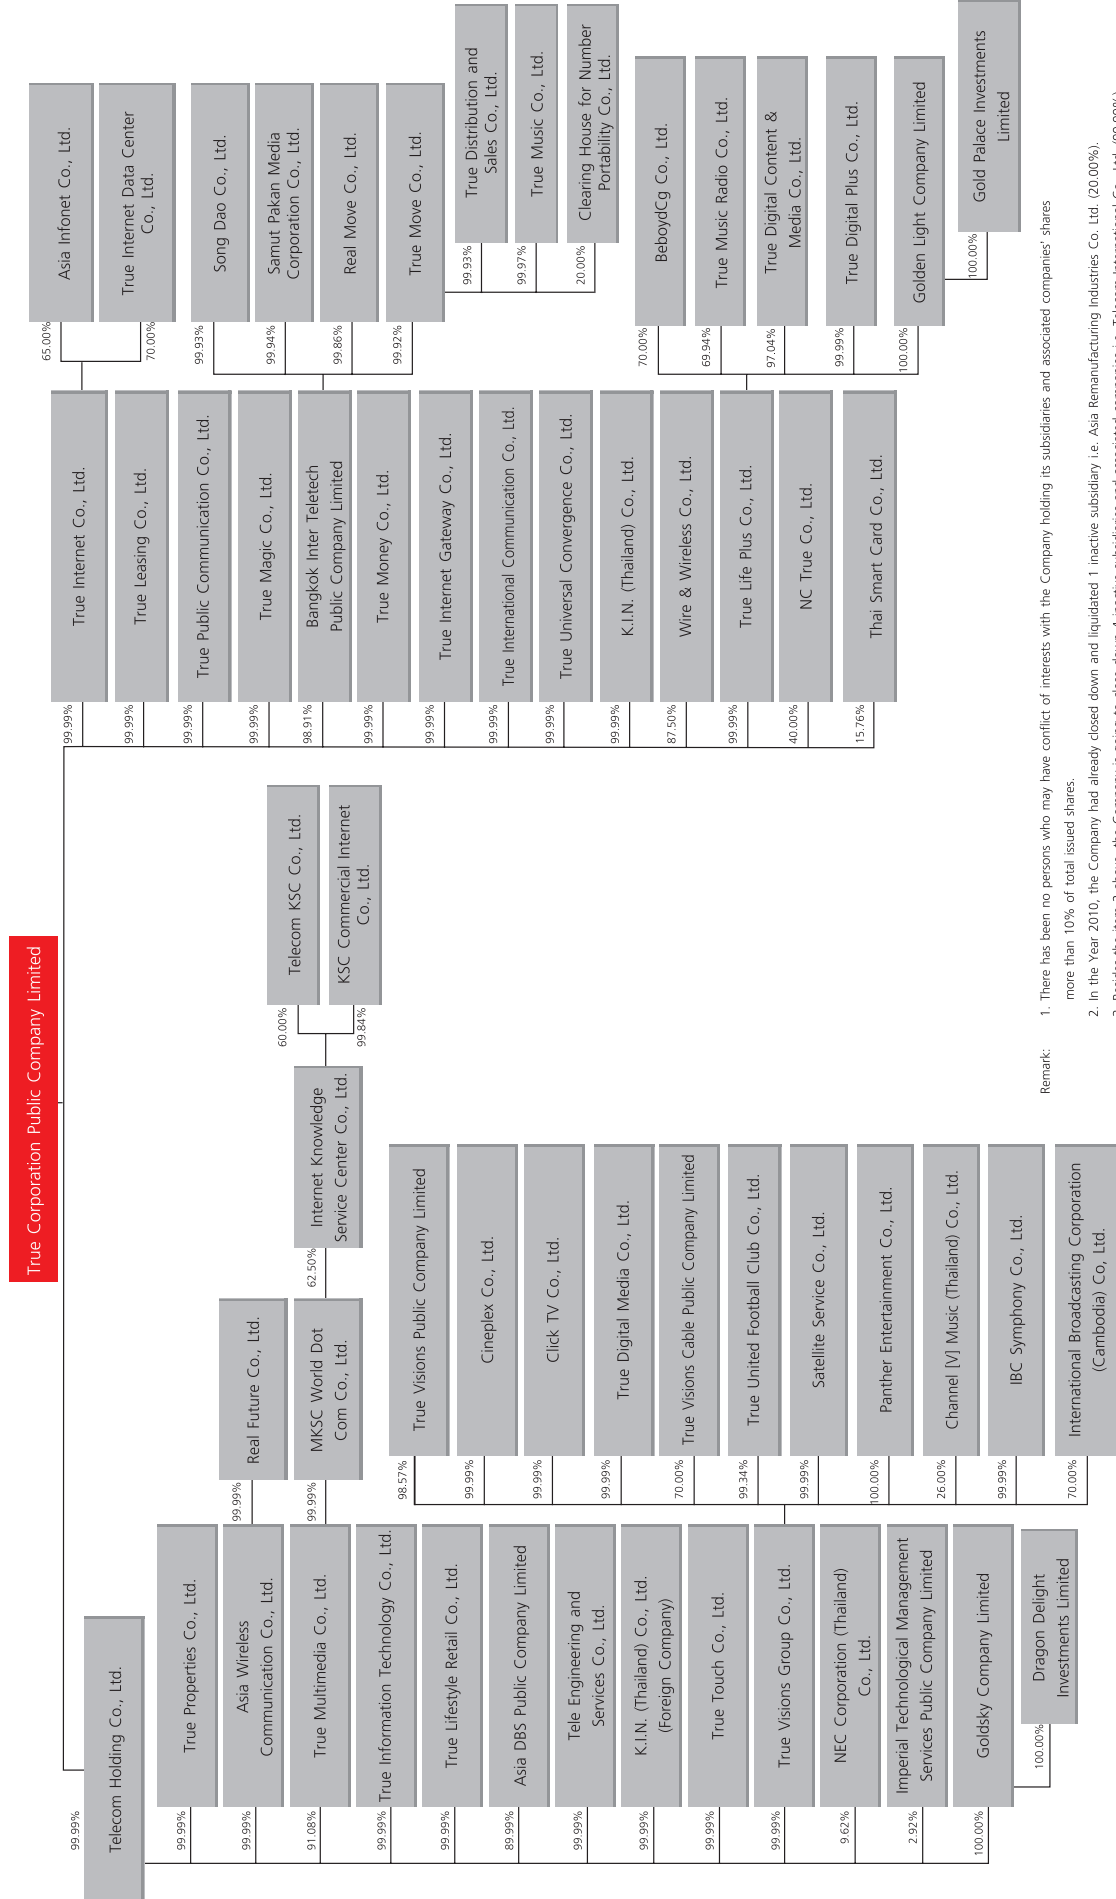 True Corporation Public Company Limited
99.99%
Telecom Holding Co., Ltd.
99.99%
True Properties Co., Ltd.
99.99%
Asia Wireless
Communication Co., Ltd.
99.99%
Real Future Co., Ltd.
91.08%
True Multimedia Co., Ltd.
99.99%
MKSC World Dot
Com Co., Ltd.
62.50%
Internet Knowledge
Service Center Co., Ltd.
60.00%
Telecom KSC Co., Ltd.
99.84%
KSC Commercial Internet
Co., Ltd.
99.99%
True Information Technology Co., Ltd.
99.99%
True Lifestyle Retail Co., Ltd.
89.99%
Asia DBS Public Company Limited
99.99%
Tele Engineering and
Services Co., Ltd.
99.99%
K.I.N. (Thailand) Co., Ltd.
(Foreign Company)
99.99%
True Touch Co., Ltd.
99.99%
True Visions Group Co., Ltd.
98.57%
True Visions Public Company Limited
99.99%
Cineplex Co., Ltd.
99.99%
Click TV Co., Ltd.
99.99%
True Digital Media Co., Ltd.
70.00%
True Visions Cable Public Company Limited
99.34%
True United Football Club Co., Ltd.
99.99%
Satellite Service Co., Ltd.
100.00%
Panther Entertainment Co., Ltd.
26.00%
Channel [V] Music (Thailand) Co., Ltd.
99.99%
IBC Symphony Co., Ltd.
70.00%
International Broadcasting Corporation
(Cambodia) Co, Ltd.
9.62%
NEC Corporation (Thailand)
Co., Ltd.
2.92%
Imperial Technological Management
Services Public Company Limited
100.00%
Goldsky Company Limited
100.00%
Dragon Delight
Investments Limited
99.99%
True Internet Co., Ltd.
65.00%
Asia Infonet Co., Ltd.
70.00%
True Internet Data Center
Co., Ltd.
99.99%
True Leasing Co., Ltd.
99.99%
True Public Communication Co., Ltd.
99.99%
True Magic Co., Ltd.
98.91%
Bangkok Inter Teletech
Public Company Limited
99.93%
Song Dao Co., Ltd.
99.94%
Samut Pakan Media
Corporation Co., Ltd.
99.86%
Real Move Co., Ltd.
99.92%
True Move Co., Ltd.
99.93%
True Distribution and
Sales Co., Ltd.
99.97%
True Music Co., Ltd.
20.00%
Clearing House for Number
Portability Co., Ltd.
99.99%
True Money Co., Ltd.
99.99%
True Internet Gateway Co., Ltd.
99.99%
True International Communication Co., Ltd.
99.99%
True Universal Convergence Co., Ltd.
99.99%
K.I.N. (Thailand) Co., Ltd.
87.50%
Wire & Wireless Co., Ltd.
99.99%
True Life Plus Co., Ltd.
70.00%
BeboydCg Co., Ltd.
69.94%
True Music Radio Co., Ltd.
97.04%
True Digital Content &
Media Co., Ltd.
99.99%
True Digital Plus Co., Ltd.
100.00%
Golden Light Company Limited
100.00%
Gold Palace Investments
Limited
40.00%
NC True Co., Ltd.
15.76%
Thai Smart Card Co., Ltd.
Remark: 1. There has been no persons who may have conflict of interests with the Company holding its subsidiaries and associated companies' shares
more than 10% of total issued shares.
2. In the Year 2010, the Company had already closed down and liquidated 1 inactive subsidiary i.e. Asia Remanufacturing Industries Co. Ltd. (20.00%).